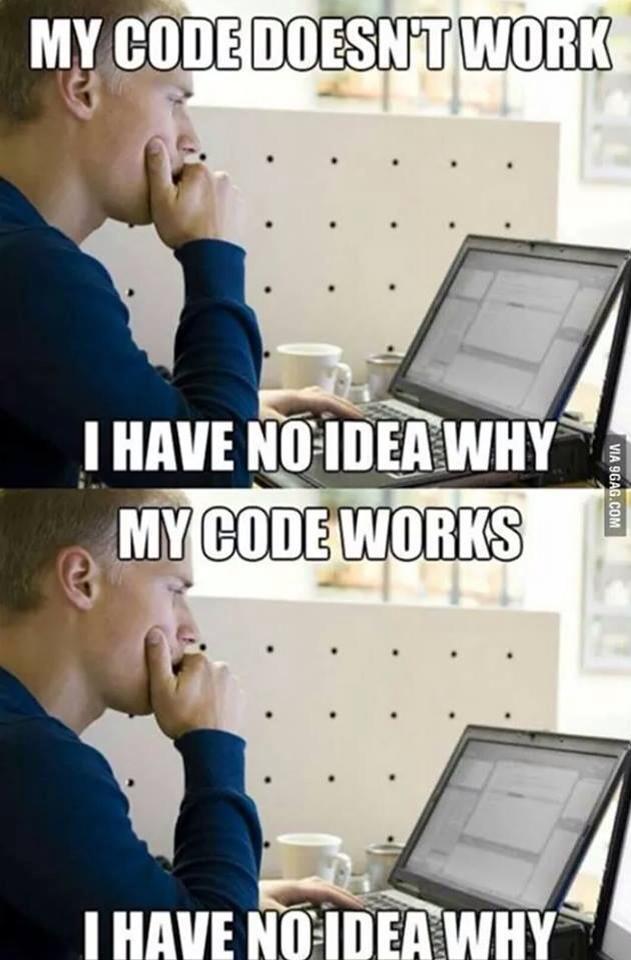 MY CODE DOESN'T WORK
I HAVE NO IDEA WHY
VIA 9GAG.COM
MY CODE WORKS
I HAVE NO IDEA WHY